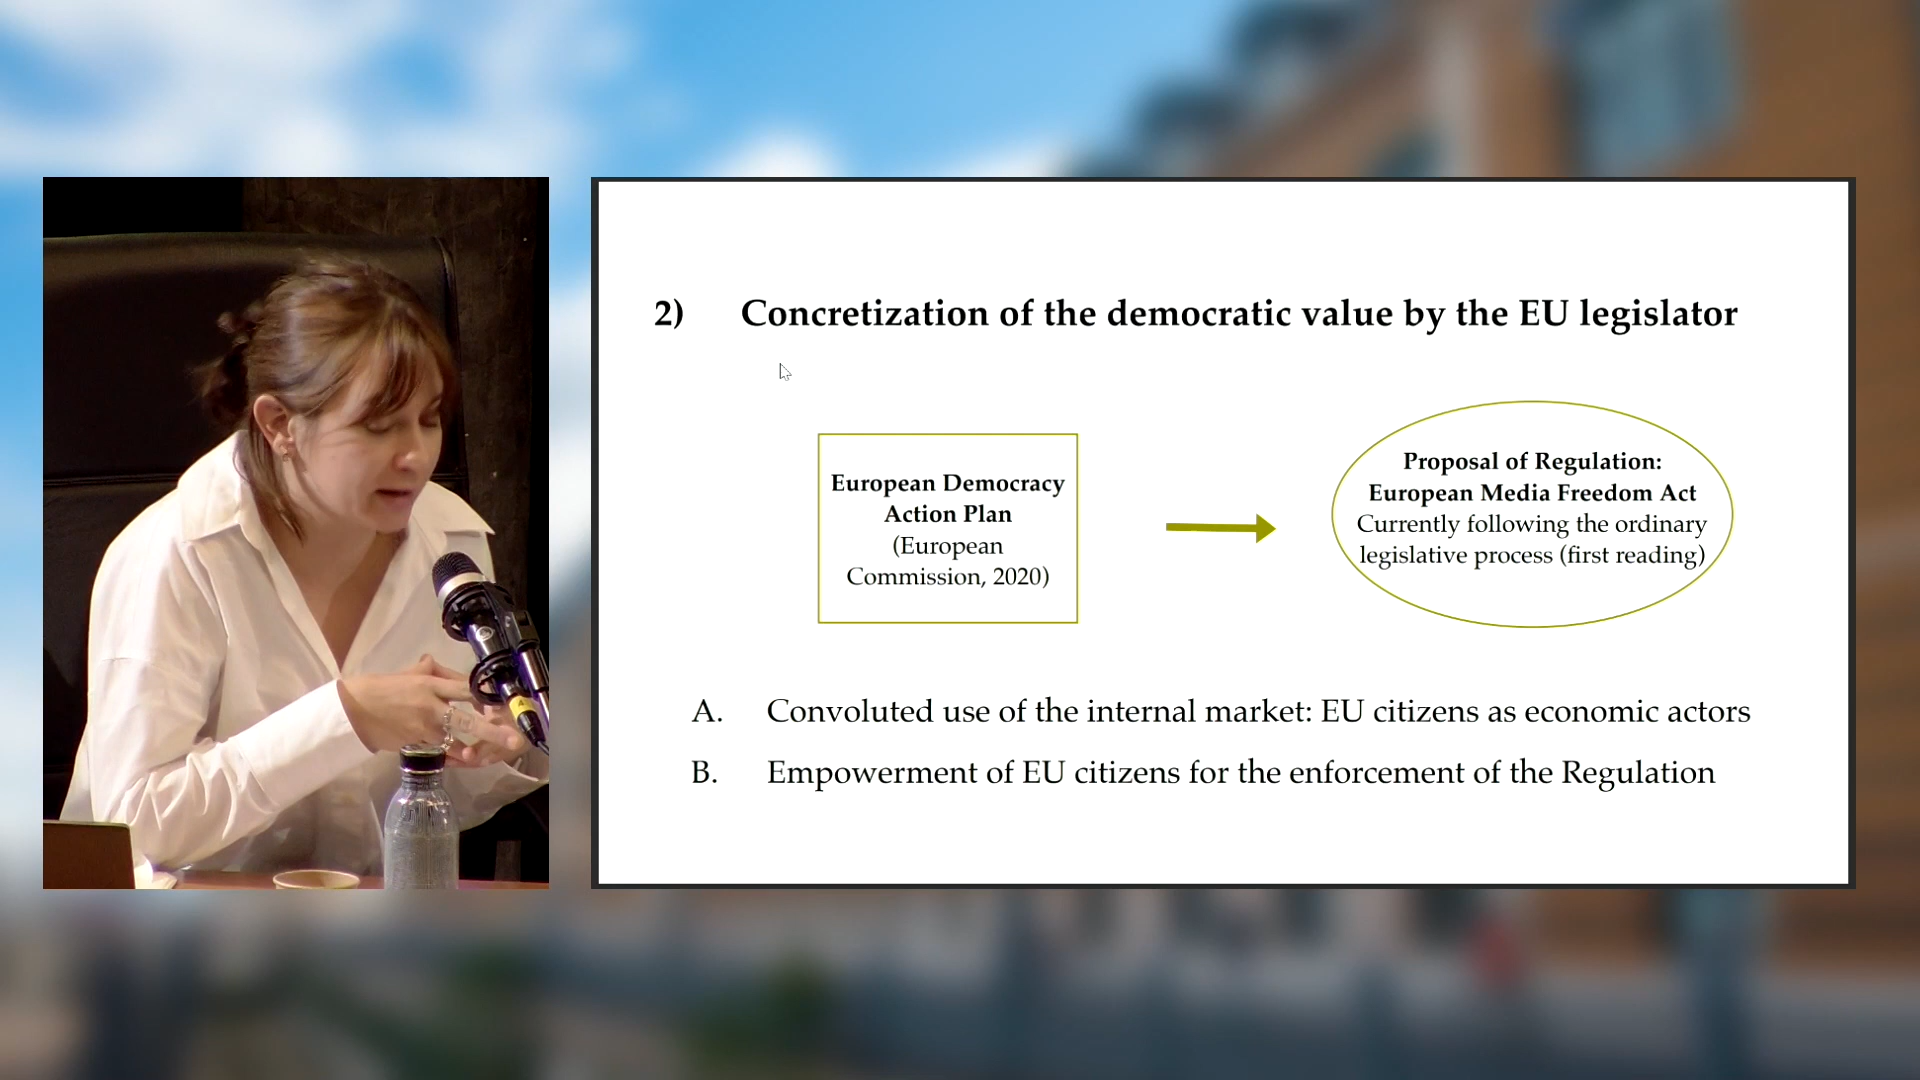 2) Concretization of the democratic value by the EU legislator
European Democracy
Action Plan
(European
Commission, 2020)
Proposal of Regulation:
European Media Freedom Act
Currently following the ordinary
legislative process (first reading)
A. Convoluted use of the internal market: EU citizens as economic actors
B. Empowerment of EU citizens for the enforcement of the Regulation
4